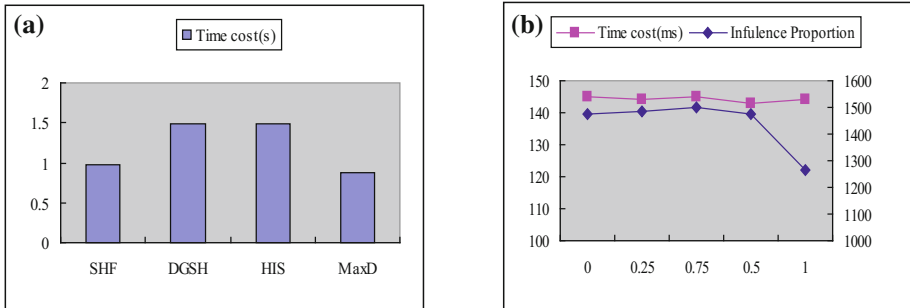 (a)
Time cost(s)
2
1.5
1
0.5
0
SHF DGSH HIS MaxD
(b)
Time cost(ms) Infulence Proportion
150 1600
140 1500
130 1400
120 1300
110 1200
100 1100
1000
0 0.25 0.75 0.5 1